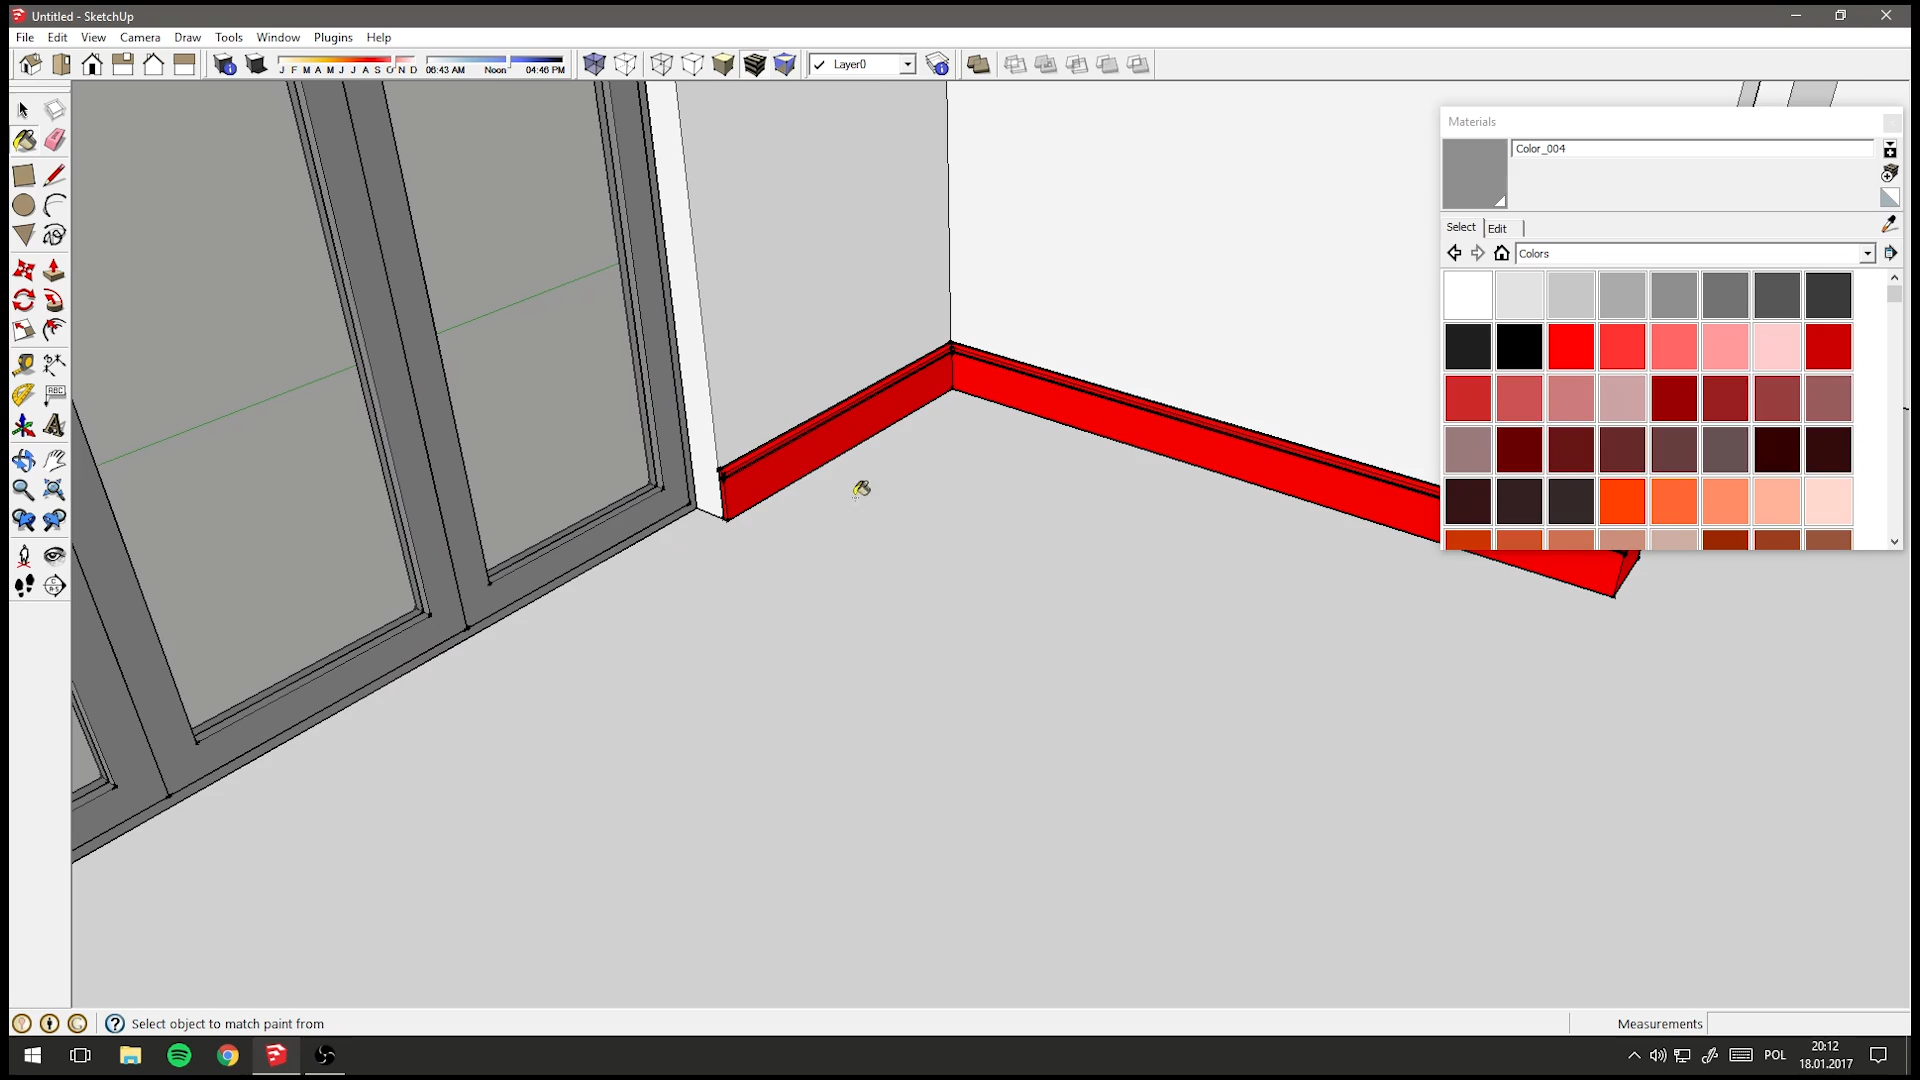 Untitled - SketchUp
File Edit View Camera Draw Tools Window Plugins Help
J F M A M J J A S O N D 06:43 AM Noon 04:46 PM
Layer0
Materials
Color_004
Select Edit
Colors
ABC
Select object to match paint from
Measurements
POL
20:12
18.01.2017